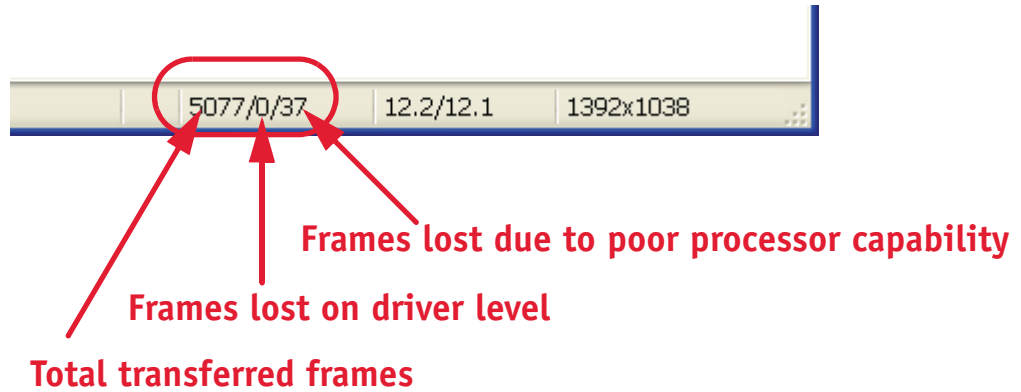 5077/0/37 12.2/12.1 1392x1038
Frames lost due to poor processor capability
Frames lost on driver level
Total transferred frames